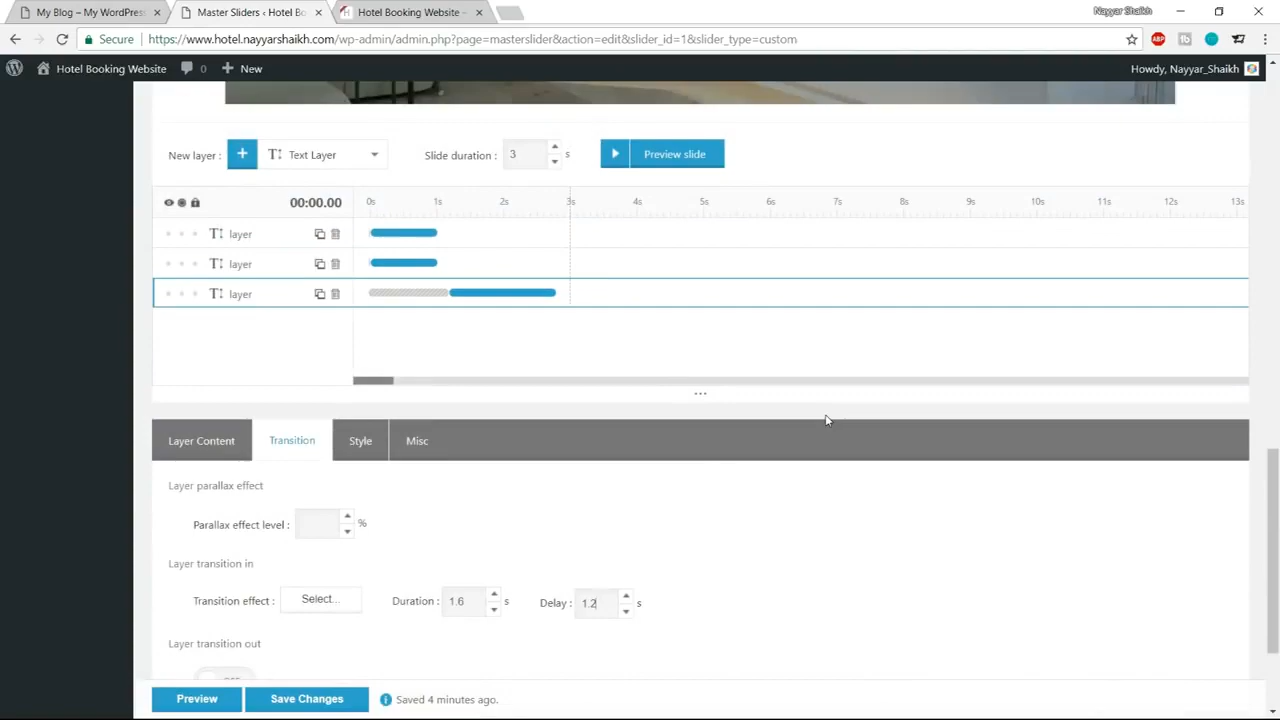 My Blog – My WordPress
Master Sliders ‹ Hotel Bo
Hotel Booking Website –
Nayyar Shaikh
Secure
https://www.hotel.nayyarshaikh.com/wp-admin/admin.php?page=masterslider&action=edit&slider_id=1&slider_type=custom
ABP
Hotel Booking Website
0
New
Howdy, Nayyar_Shaikh
New layer :
Text Layer
Slide duration :
3
s
Preview slide
00:00.00
0s 1s 2s 3s 4s 5s 6s 7s 8s 9s 10s 11s 12s 13s
layer
layer
layer
Layer Content
Transition
Style
Misc
Layer parallax effect
Parallax effect level :
%
Layer transition in
Transition effect :
Select...
Duration :
1.6
s
Delay :
1.2
s
Layer transition out
Preview
Save Changes
Saved 4 minutes ago.